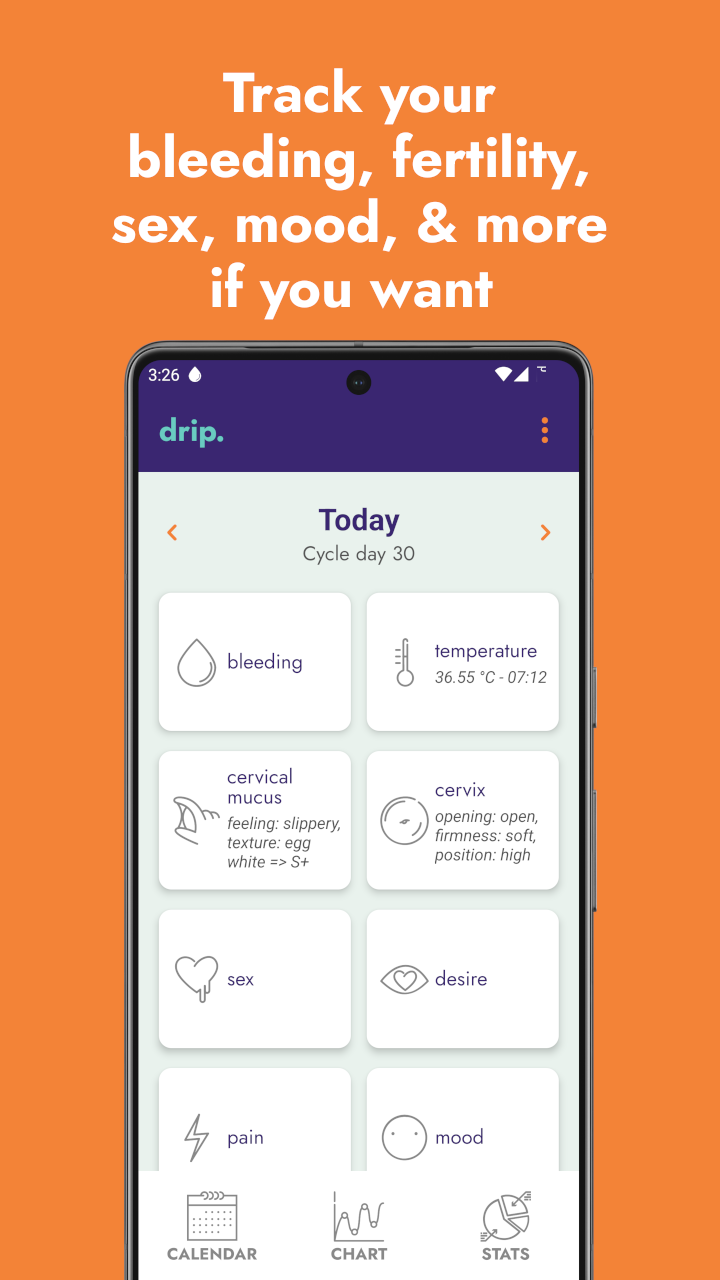 Track your
bleeding, fertility,
sex, mood, & more
if you want
3:26
drip.
Today
Cycle day 30
bleeding
temperature
36.55 °C - 07:12
cervical
mucus
feeling: slippery,
texture: egg
white => S+
cervix
opening: open,
firmness: soft,
position: high
sex
desire
pain
mood
CALENDAR
CHART
STATS